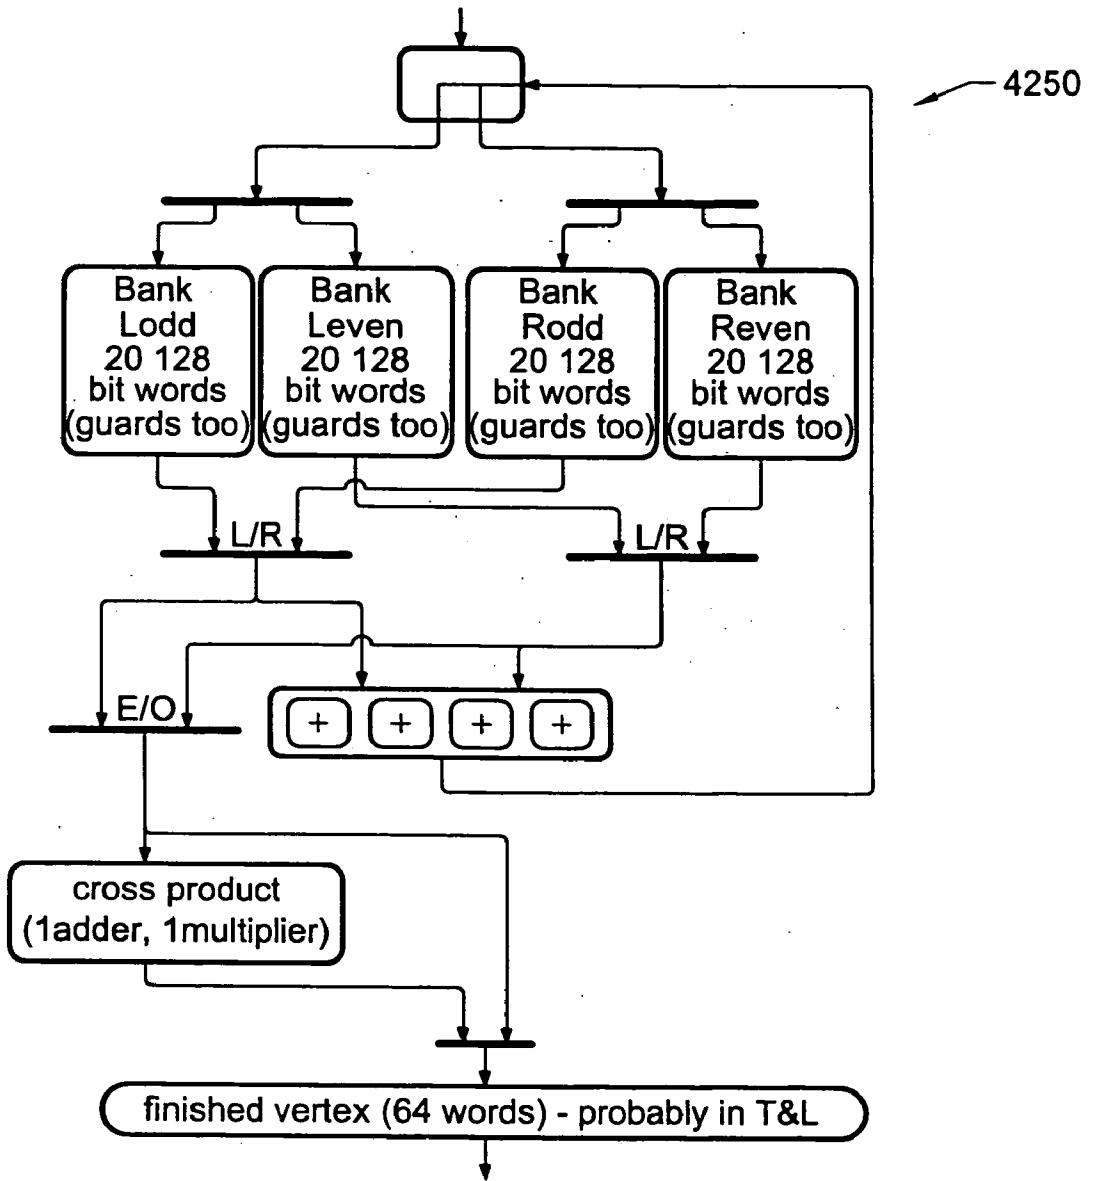 4250
Bank
Lodd
20 128
bit words
(guards too)
Bank
Leven
20 128
bit words
(guards too)
Bank
Rodd
20 128
bit words
(guards too)
Bank
Reven
20 128
bit words
(guards too)
L/R
L/R
E/O
+ + + +
cross product
(1adder, 1multiplier)
finished vertex (64 words) - probably in T&L